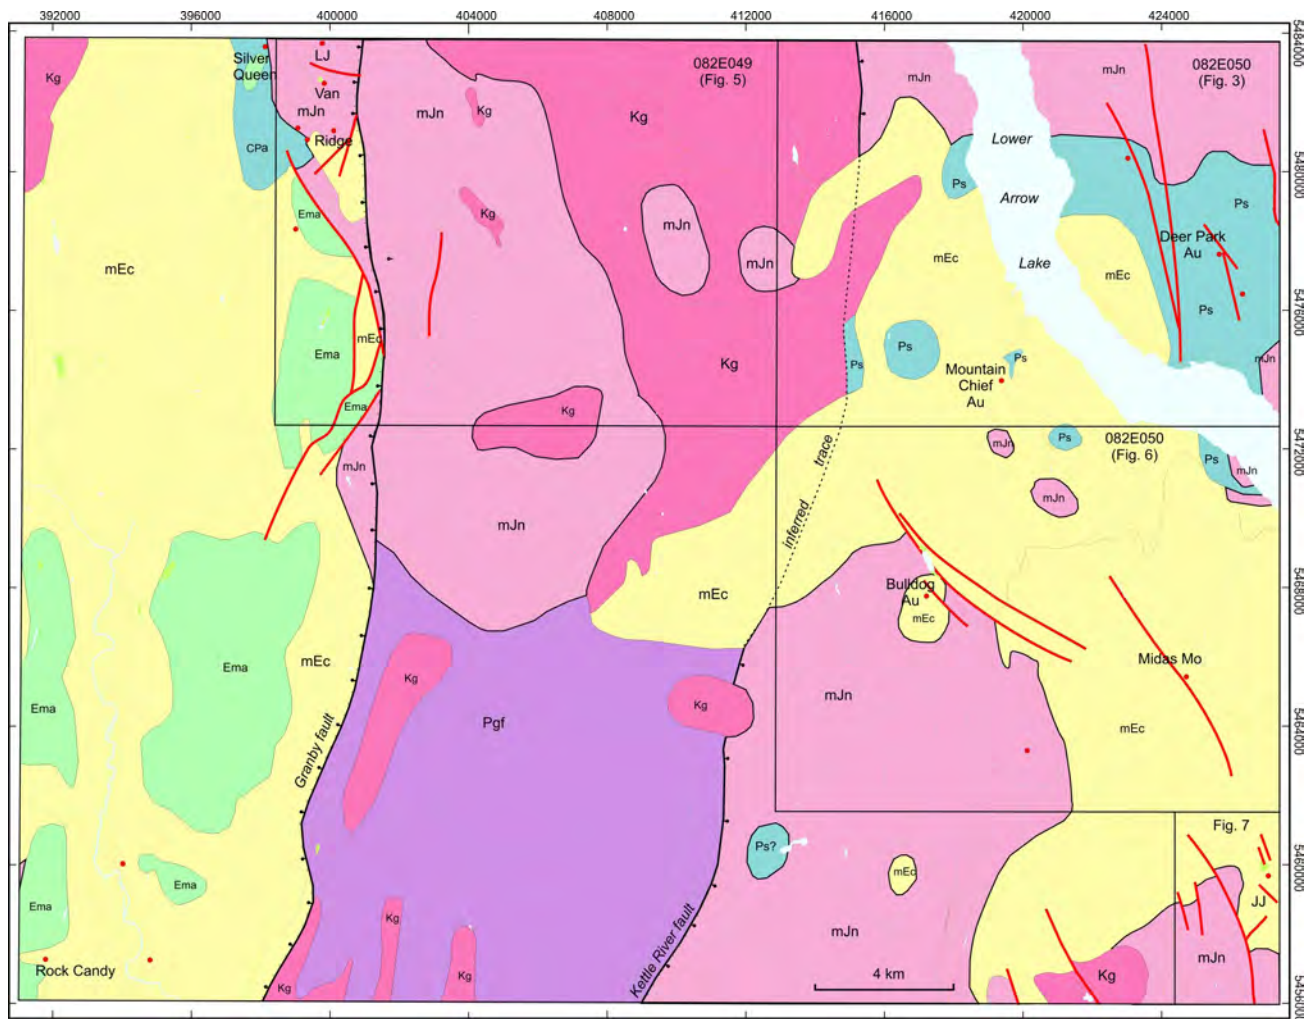 392000 396000 400000 404000 408000 412000 416000 420000 424000
5484000
Silver
Queen
LJ
082E049
(Fig. 5)
082E050
(Fig. 3)
Kg
mJn
mJn
Van
mJn
mJn
Kg
Kg
Ridge
Lower
CPa
5480000
Ps
Ps
Arrow
Ema
Kg
mJn
Deer Park
Au
mEc
mJn
mEc
Lake
mEc
5476000
Ps
mEc
Ema
Ps
Ps
mJn
Kg
Ps
Mountain
Chief
Au
Ema
Kg
trace
mJn
Ps
082E050
(Fig. 6)
5472000
mJn
Ps
mJn
mJn
inferred
mJn
5468000
Bulldog
Au
mEc
mEc
mEc
Ema
Midas Mo
Kg
mJn
Ema
Kg
Pgf
mEc
5464000
Granby fault
Fig. 7
Ps?
5460000
mEc
Ema
Ema
JJ
Kg
mJn
Kettle River fault
mJn
Rock Candy
Kg
Kg
4 km
Kg
5456000